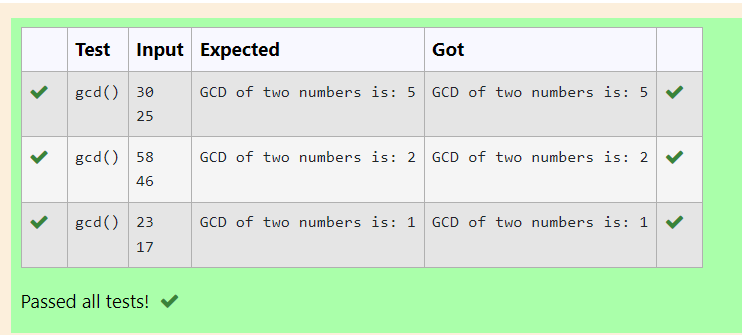 Test Input Expected Got
gcd() 30 GCD of two numbers is: 5 GCD of two numbers is: 5
25
gcd() 58 GCD of two numbers is: 2 GCD of two numbers is: 2
46
gcd() 23 GCD of two numbers is: 1 GCD of two numbers is: 1
17
Passed all tests!